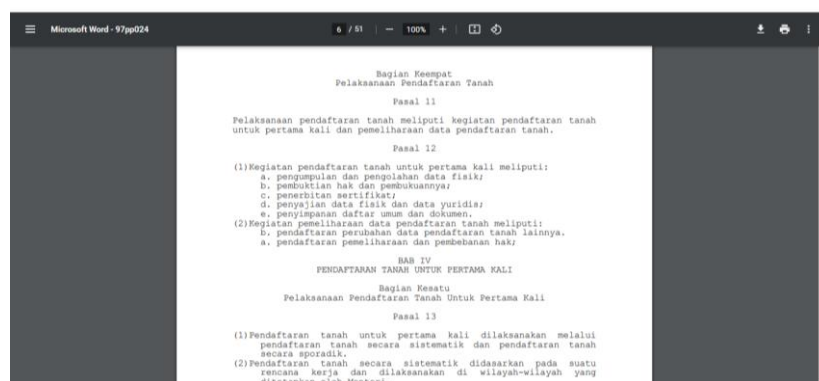 Microsoft Word - 97pp024
6 / 51
100%
Bagian Keempat
Pelaksanaan Pendaftaran Tanah
Pasal 11
Pelaksanaan pendaftaran tanah meliputi kegiatan pendaftaran tanah
untuk pertama kali dan pemeliharaan data pendaftaran tanah.
Pasal 12
(1)Kegiatan pendaftaran tanah untuk pertama kali meliputi:
a. pengumpulan dan pengolahan data fisik;
b. pembuktian hak dan pembukuannya;
c. penerbitan sertifikat;
d. penyajian data fisik dan data yuridis;
e. penyimpanan daftar umum dan dokumen.
(2)Kegiatan pemeliharaan data pendaftaran tanah meliputi:
b. pendaftaran perubahan data pendaftaran tanah lainnya.
a. pendaftaran pemeliharaan dan pembebanan hak;
BAB IV
PENDAFTARAN TANAH UNTUK PERTAMA KALI
Bagian Kesatu
Pelaksanaan Pendaftaran Tanah Untuk Pertama Kali
Pasal 13
(1)Pendaftaran tanah untuk pertama kali dilaksanakan melalui
pendaftaran tanah secara sistematik dan pendaftaran tanah
secara sporadik.
(2)Pendaftaran tanah secara sistematik didasarkan pada suatu
rencana kerja dan dilaksanakan di wilayah-wilayah yang